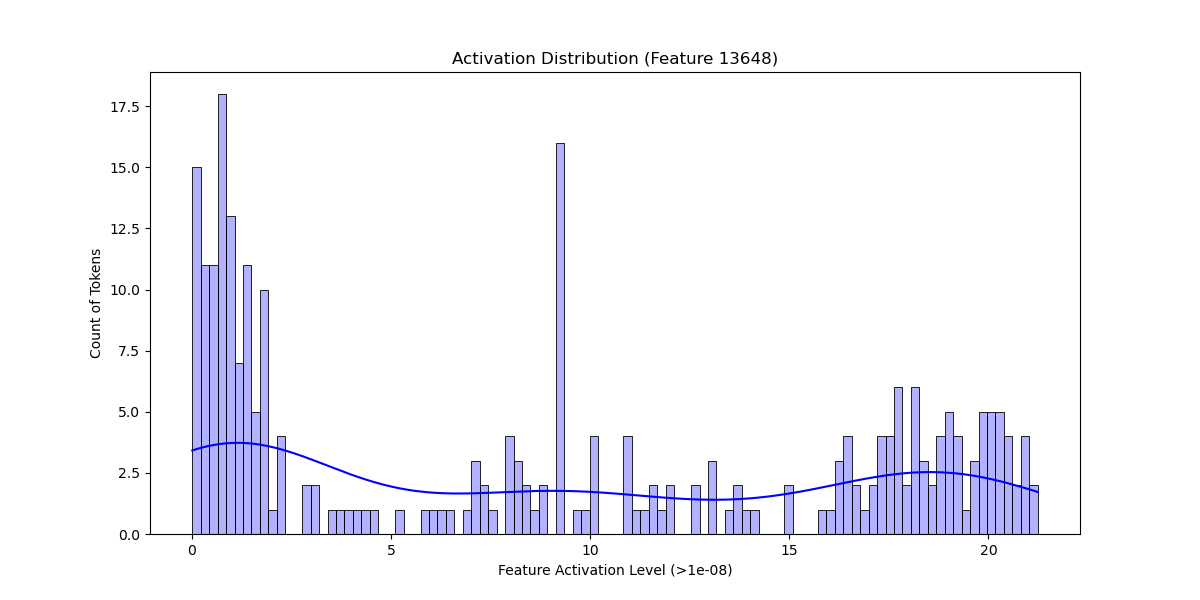 Activation Distribution (Feature 13648)
17.5
15.0
12.5
10.0
7.5
5.0
2.5
0.0
Count of Tokens
0 5 10 15 20
Feature Activation Level (>1e-08)